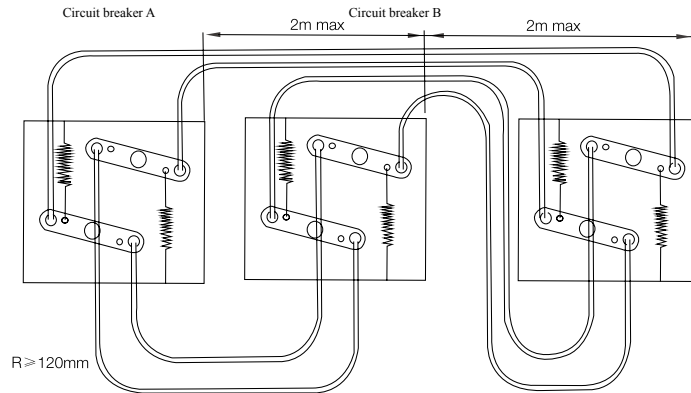 Circuit breaker A
Circuit breaker B
2m max
2m max
R⩾120mm